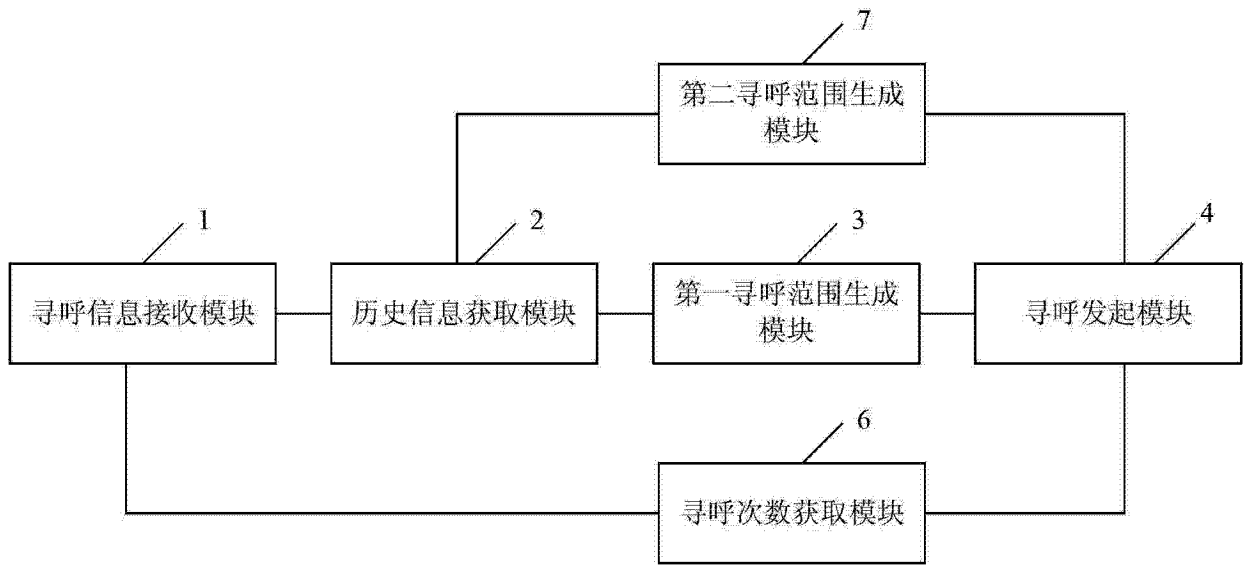 7
第二寻呼范围生成
模块
1
2
3
4
寻呼信息接收模块
历史信息获取模块
第一寻呼范围生成
模块
寻呼发起模块
6
寻呼次数获取模块